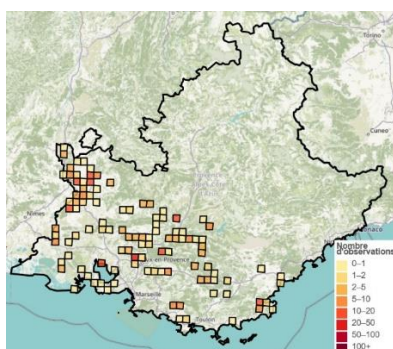 Torino
Cuneo
Provence
Nîmes
Aix-en-Provence
Monaco
Marseille
Toulon
Nombre
d'observations
0–1
1–2
2–5
5–10
10–20
20–50
50–100
100+